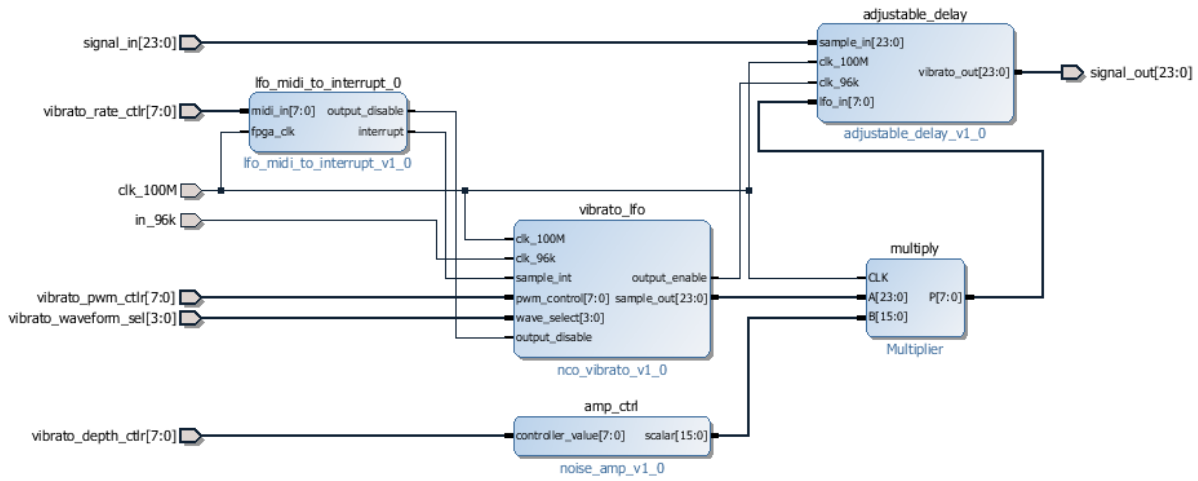 adjustable_delay
signal_in[23:0]
sample_in[23:0]
clk_100M
vibrato_out[23:0]
signal_out[23:0]
clk_96k
lfo_in[7:0]
adjustable_delay_v1_0
lfo_midi_to_interrupt_0
vibrato_rate_ctlr[7:0]
midi_in[7:0]
output_disable
fpga_clk
interrupt
lfo_midi_to_interrupt_v1_0
clk_100M
in_96k
vibrato_lfo
clk_100M
clk_96k
sample_int
output_enable
vibrato_pwm_ctlr[7:0]
pwm_control[7:0]
sample_out[23:0]
vibrato_waveform_sel[3:0]
wave_select[3:0]
output_disable
nco_vibrato_v1_0
multiply
CLK
A[23:0]
P[7:0]
B[15:0]
Multiplier
amp_ctrl
vibrato_depth_ctlr[7:0]
controller_value[7:0]
scalar[15:0]
noise_amp_v1_0